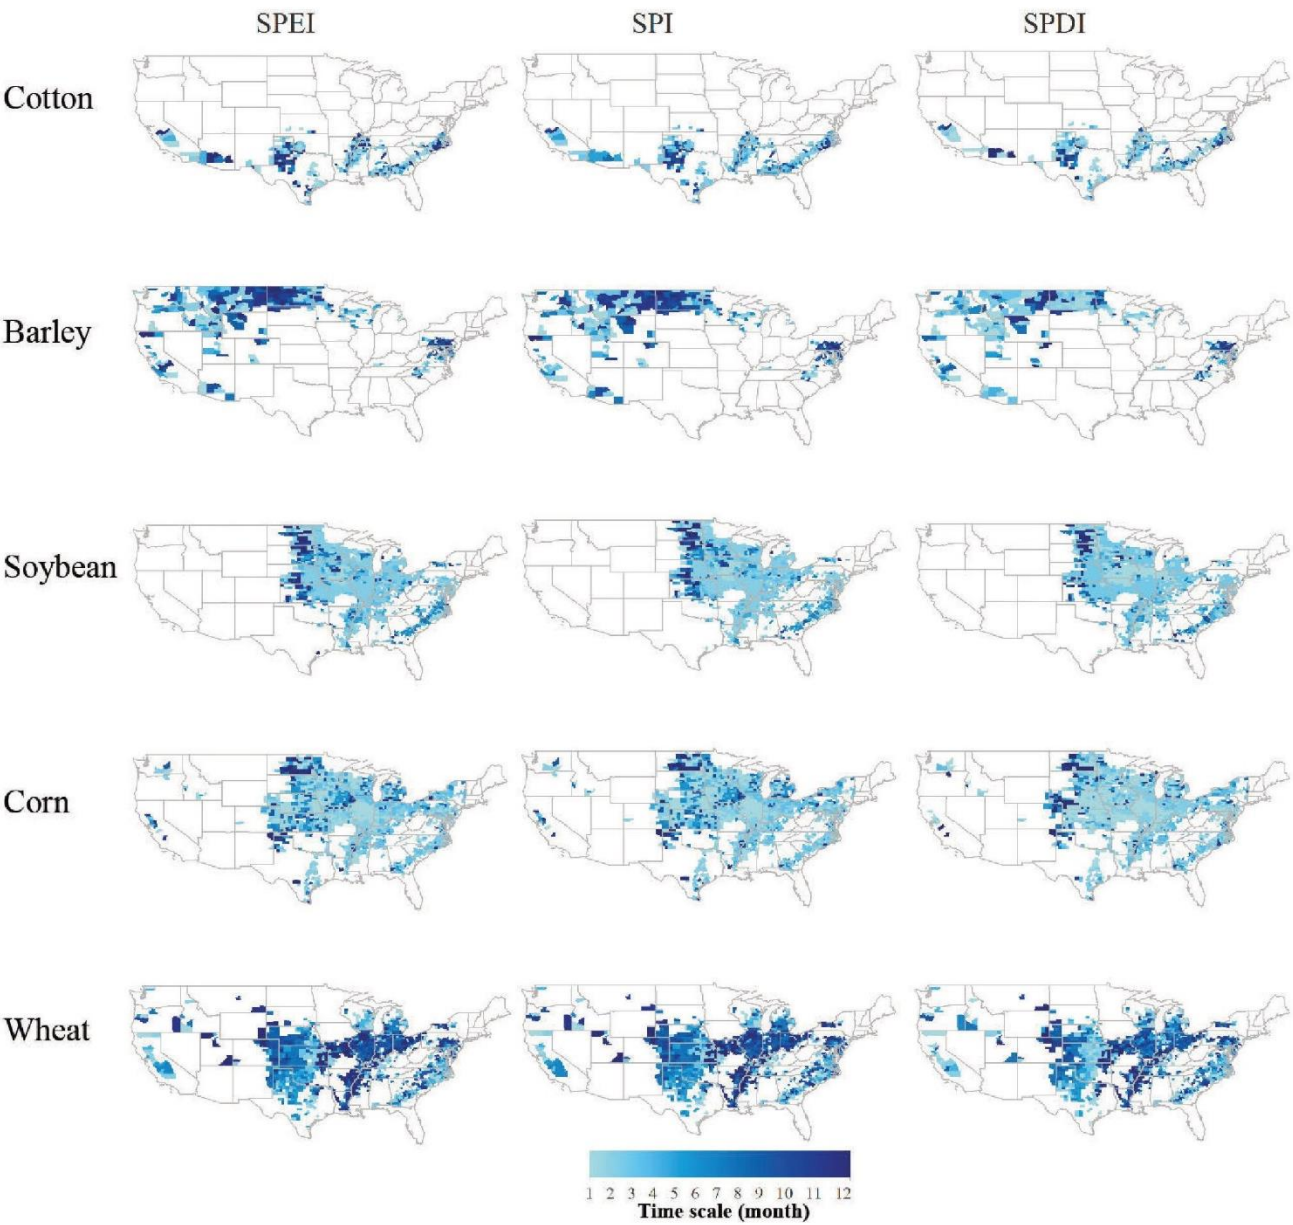 SPEI SPI SPDI
Cotton
Barley
Soybean
Corn
Wheat
1 2 3 4 5 6 7 8 9 10 11 12
Time scale (month)